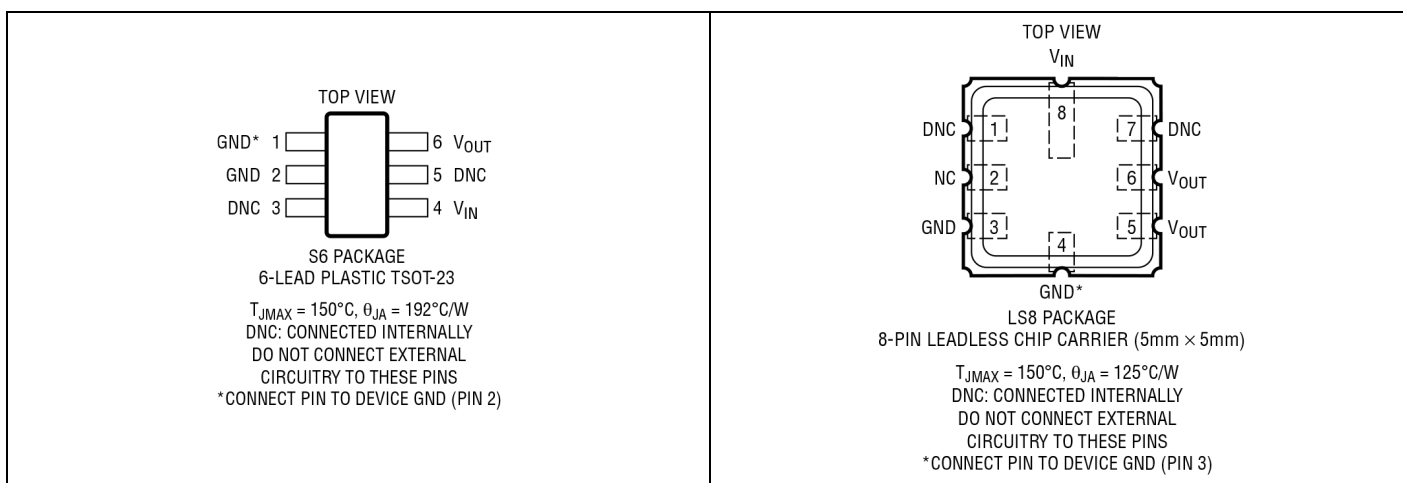 TOP VIEW
GND* 1
GND 2
DNC 3
6 VOUT
5 DNC
4 VIN
S6 PACKAGE
6-LEAD PLASTIC TSOT-23
TJMAX = 150°C, θJA = 192°C/W
DNC: CONNECTED INTERNALLY
DO NOT CONNECT EXTERNAL
CIRCUITRY TO THESE PINS
*CONNECT PIN TO DEVICE GND (PIN 2)
TOP VIEW
VIN
8
DNC 1
7 DNC
NC 2
6 VOUT
GND 3
5 VOUT
4
GND*
LS8 PACKAGE
8-PIN LEADLESS CHIP CARRIER (5mm × 5mm)
TJMAX = 150°C, θJA = 125°C/W
DNC: CONNECTED INTERNALLY
DO NOT CONNECT EXTERNAL
CIRCUITRY TO THESE PINS
*CONNECT PIN TO DEVICE GND (PIN 3)